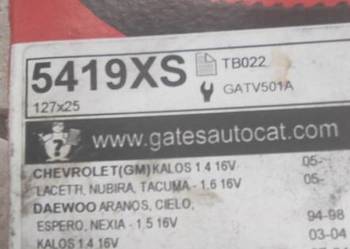 5419XS TB022
GATV501A
127x25
www.gatesautocat.com
CHEVROLET(GM)KALOS 1 4 16V 05-
LACETTI, NUBIRA, TACUMA - 1.6 16V 05-
DAEWOO ARANOS, CIELO,
ESPERO, NEXIA - 1.5 16V 94-98
KALOS 1 4 16V 03-04